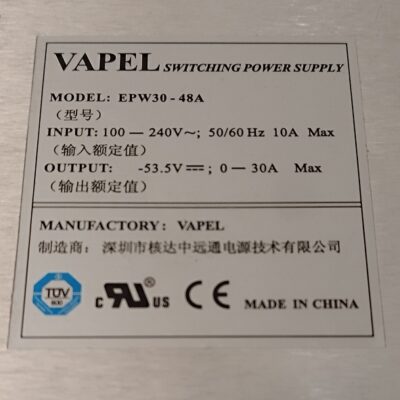 VAPEL SWITCHING POWER SUPPLY
MODEL: EPW30 - 48A
(型号)
INPUT: 100 — 240V~; 50/60 Hz 10A Max
(输入额定值)
OUTPUT: -53.5V⎓; 0—30A Max
(输出额定值)
MANUFACTORY: VAPEL
制造商：深圳市核达中远通电源技术有限公司
TÜV
c RU US CE MADE IN CHINA